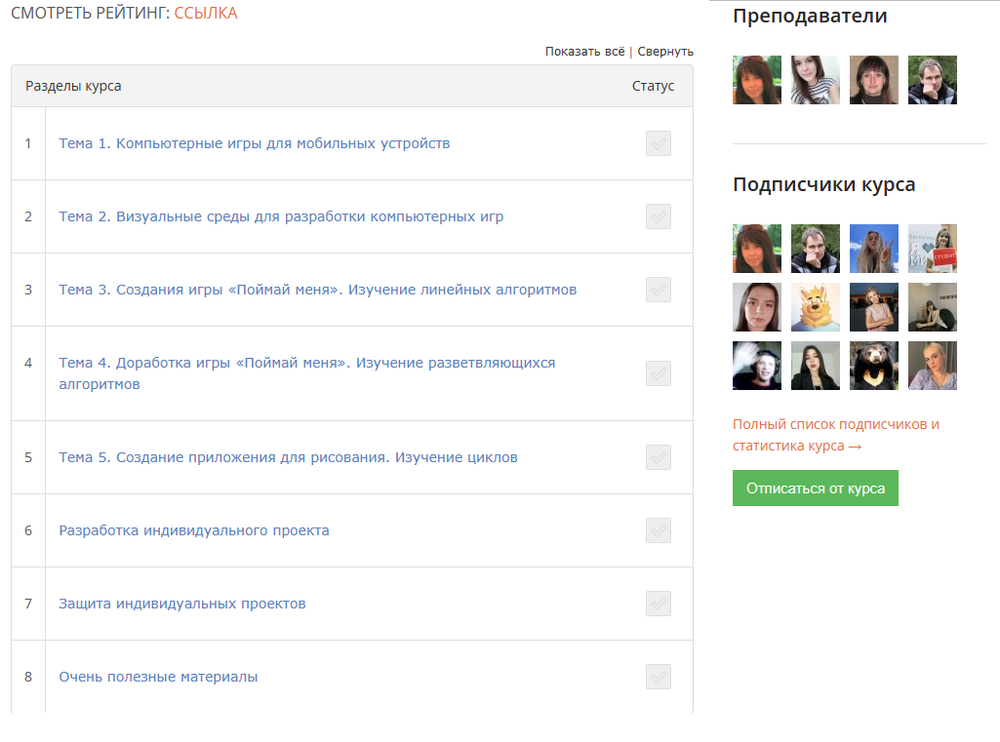 СМОТРЕТЬ РЕЙТИНГ: ССЫЛКА
Показать всё | Свернуть
Разделы курса Статус
1 Тема 1. Компьютерные игры для мобильных устройств
2 Тема 2. Визуальные среды для разработки компьютерных игр
3 Тема 3. Создания игры «Поймай меня». Изучение линейных алгоритмов
4 Тема 4. Доработка игры «Поймай меня». Изучение разветвляющихся
алгоритмов
5 Тема 5. Создание приложения для рисования. Изучение циклов
6 Разработка индивидуального проекта
7 Защита индивидуальных проектов
8 Очень полезные материалы
Преподаватели
Подписчики курса
Полный список подписчиков и
статистика курса →
Отписаться от курса